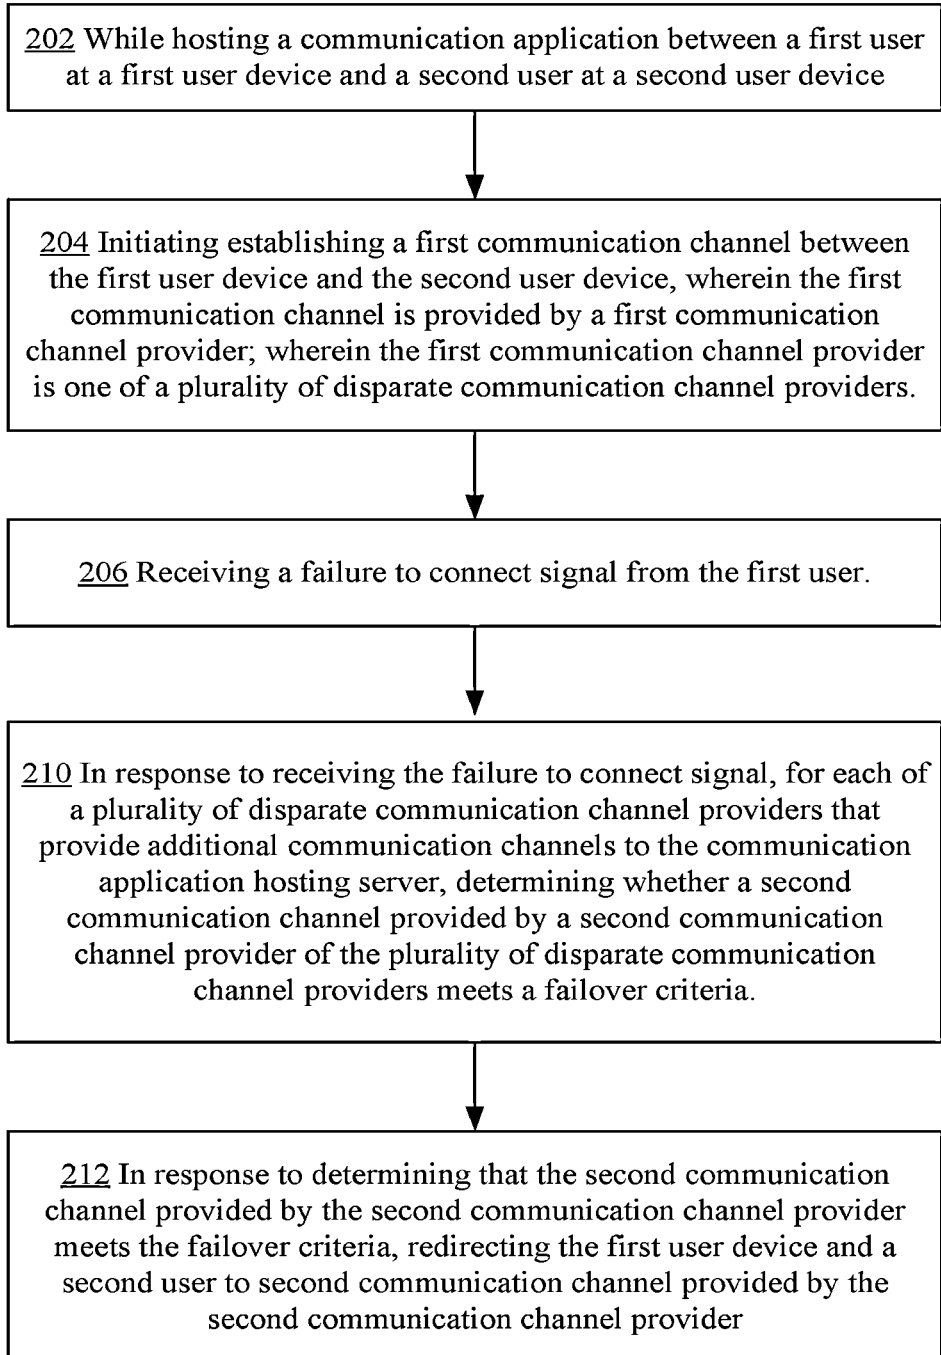 202 While hosting a communication application between a first user
at a first user device and a second user at a second user device
204 Initiating establishing a first communication channel between
the first user device and the second user device, wherein the first
communication channel is provided by a first communication
channel provider; wherein the first communication channel provider
is one of a plurality of disparate communication channel providers.
206 Receiving a failure to connect signal from the first user.
210 In response to receiving the failure to connect signal, for each of
a plurality of disparate communication channel providers that
provide additional communication channels to the communication
application hosting server, determining whether a second
communication channel provided by a second communication
channel provider of the plurality of disparate communication
channel providers meets a failover criteria.
212 In response to determining that the second communication
channel provided by the second communication channel provider
meets the failover criteria, redirecting the first user device and a
second user to second communication channel provided by the
second communication channel provider